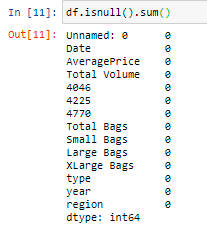 In [11]: df.isnull().sum()
Out[11]: Unnamed: 0 0
Date 0
AveragePrice 0
Total Volume 0
4046 0
4225 0
4770 0
Total Bags 0
Small Bags 0
Large Bags 0
XLarge Bags 0
type 0
year 0
region 0
dtype: int64